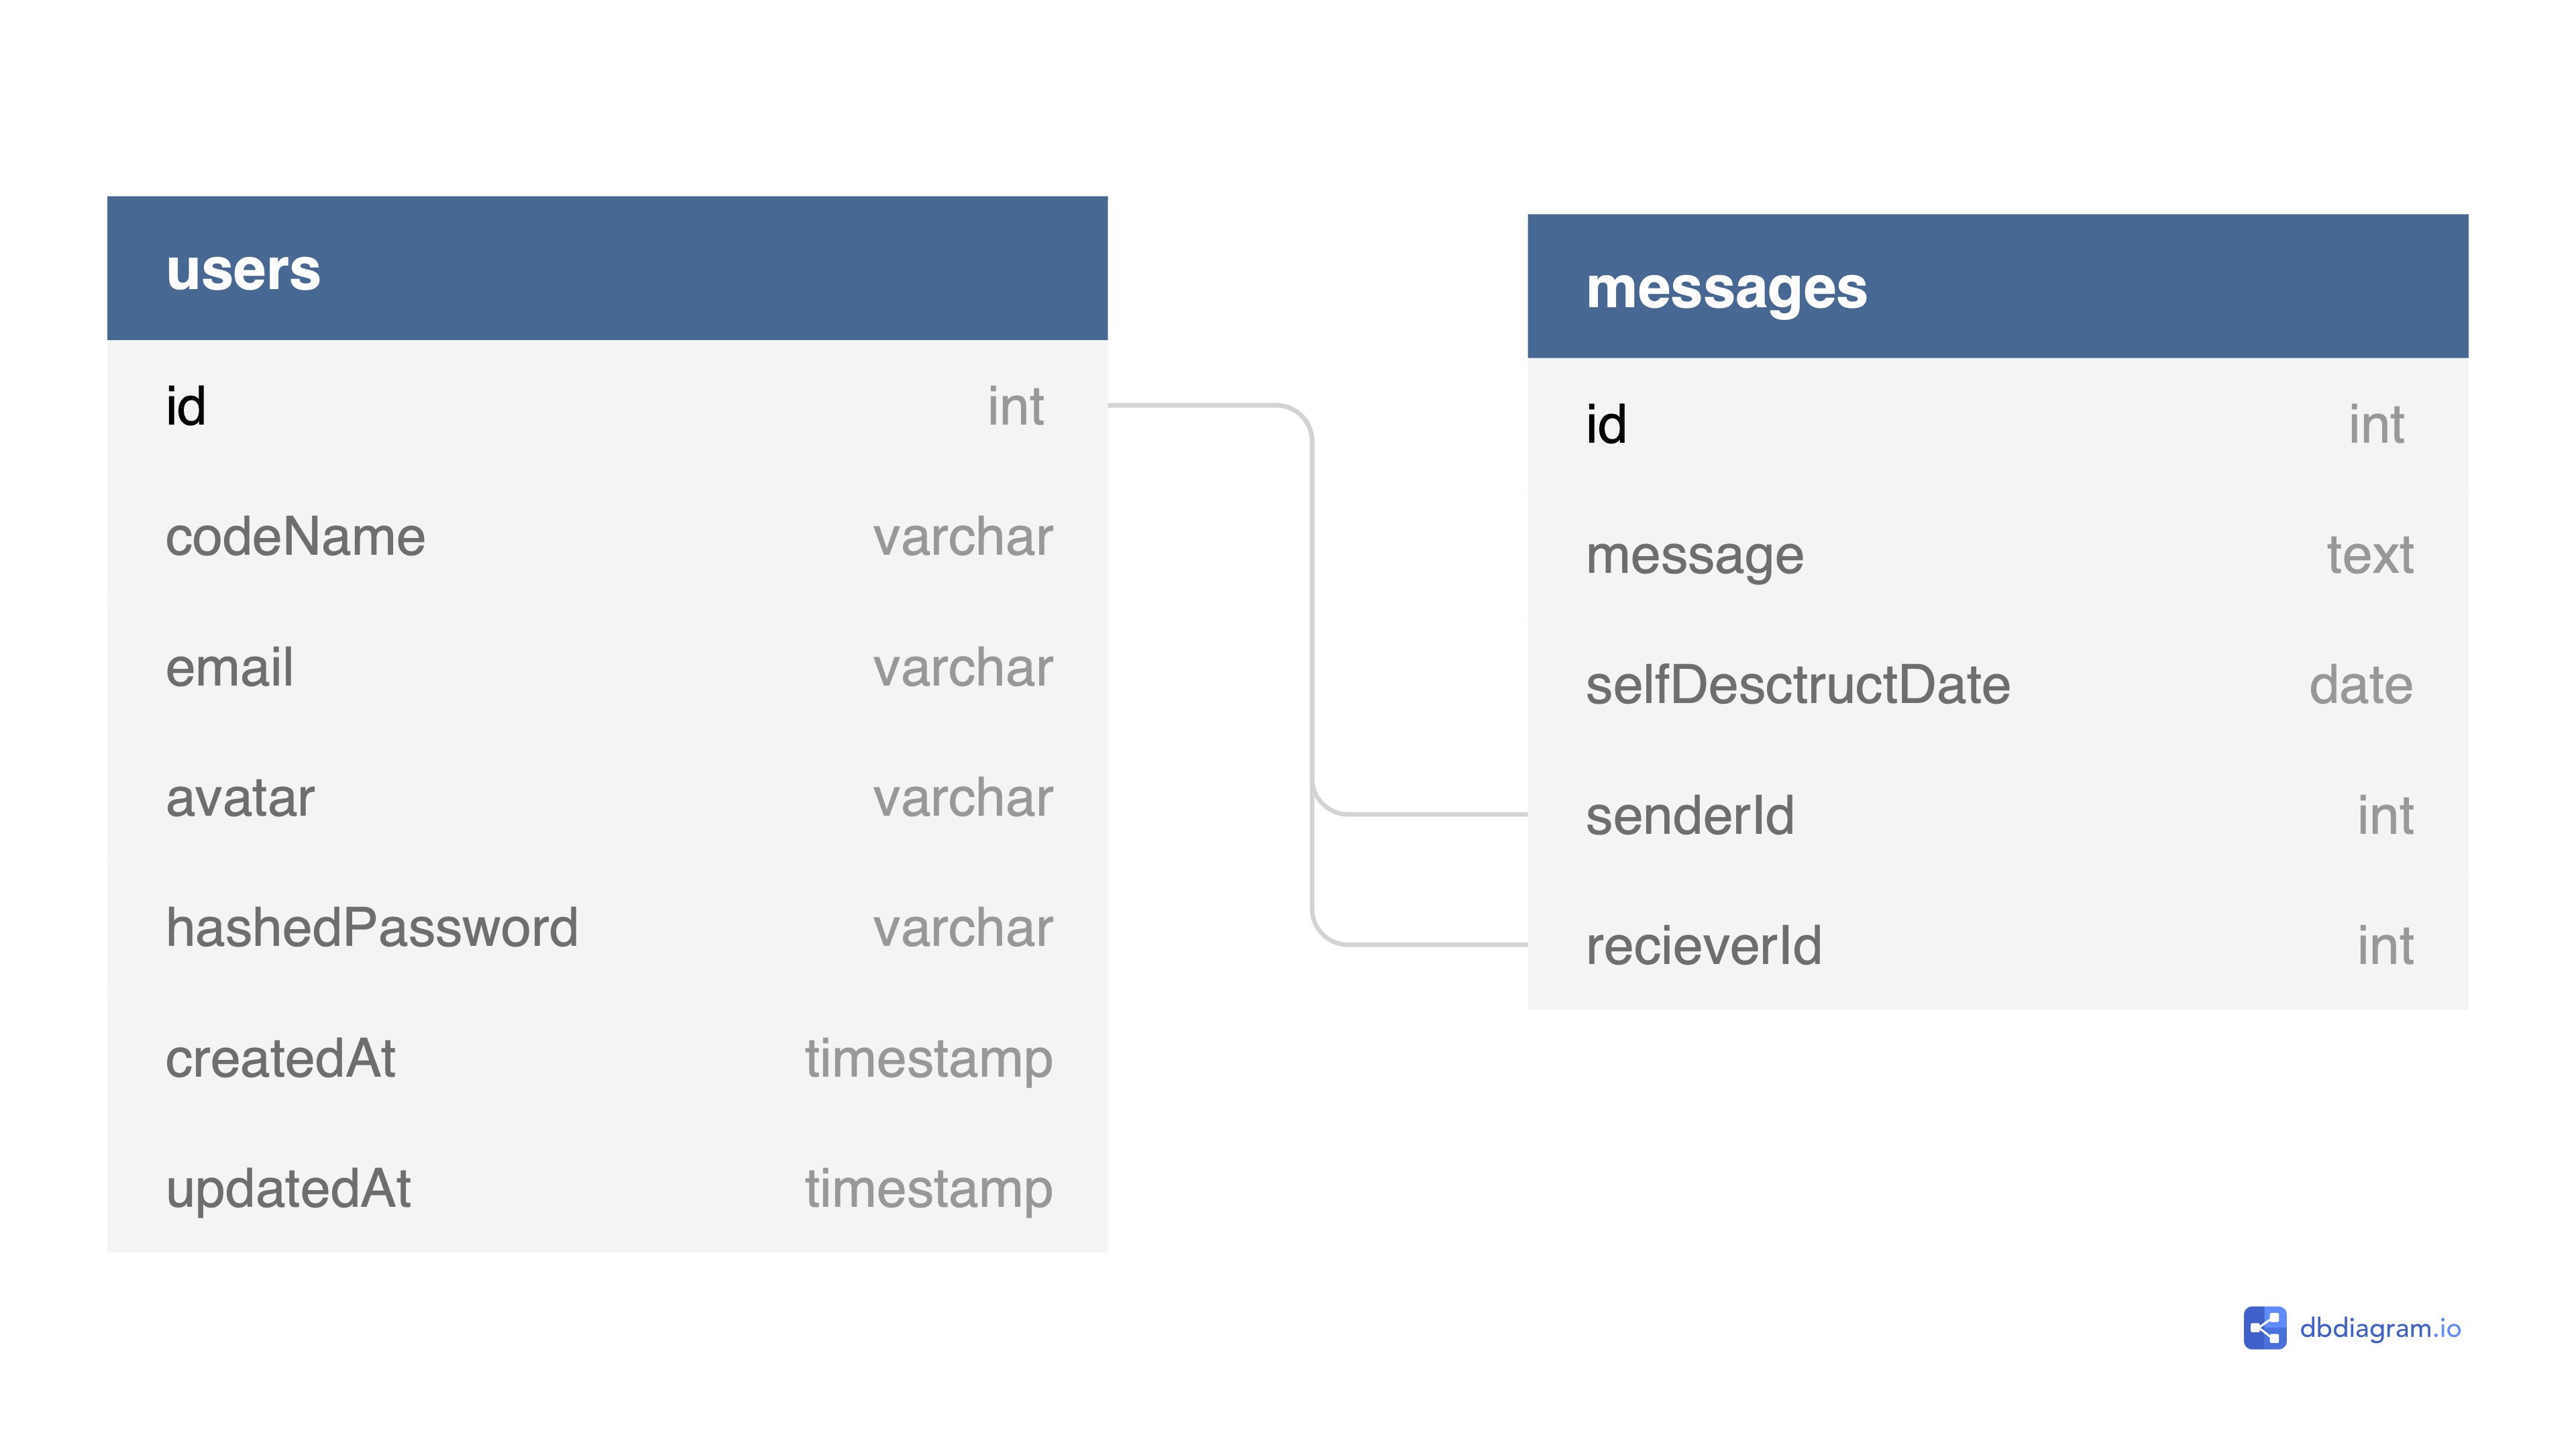 users
id int
codeName varchar
email varchar
avatar varchar
hashedPassword varchar
createdAt timestamp
updatedAt timestamp
messages
id int
message text
selfDesctructDate date
senderId int
recieverId int
dbdiagram.io